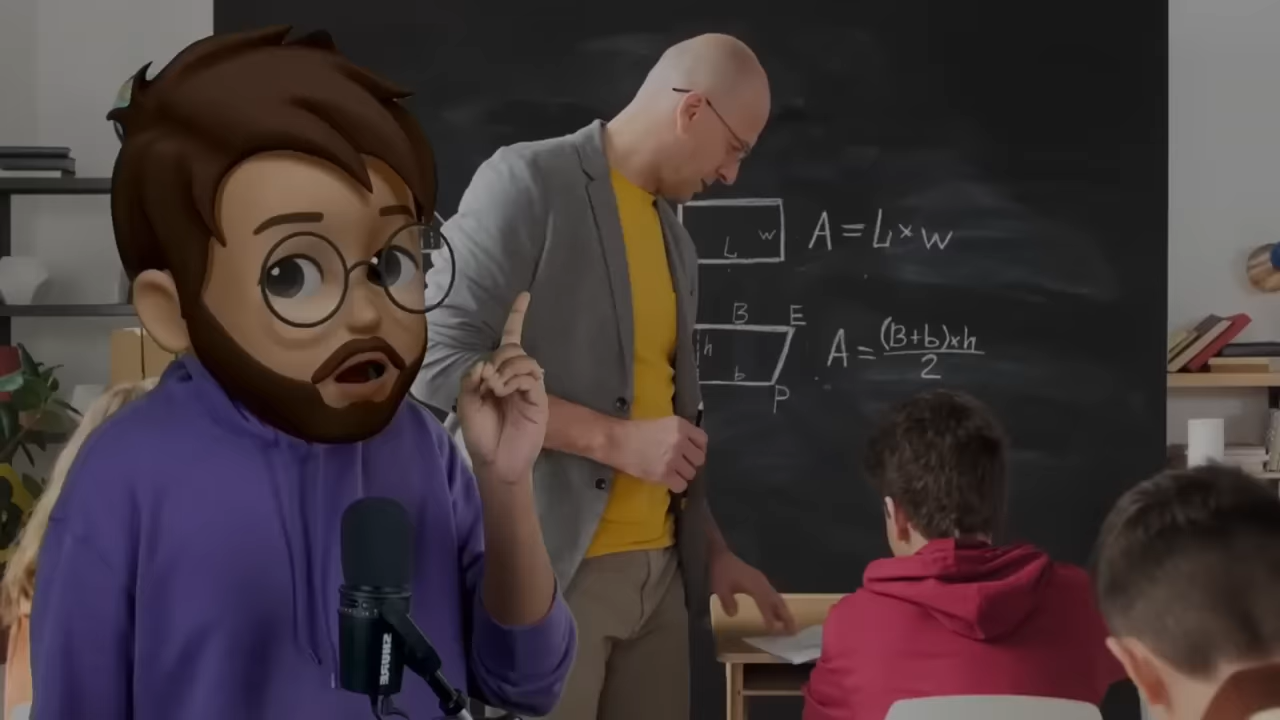 L
w
A = L × w
B
E
h
b
P
A = (B+b)×h
2
SHURE